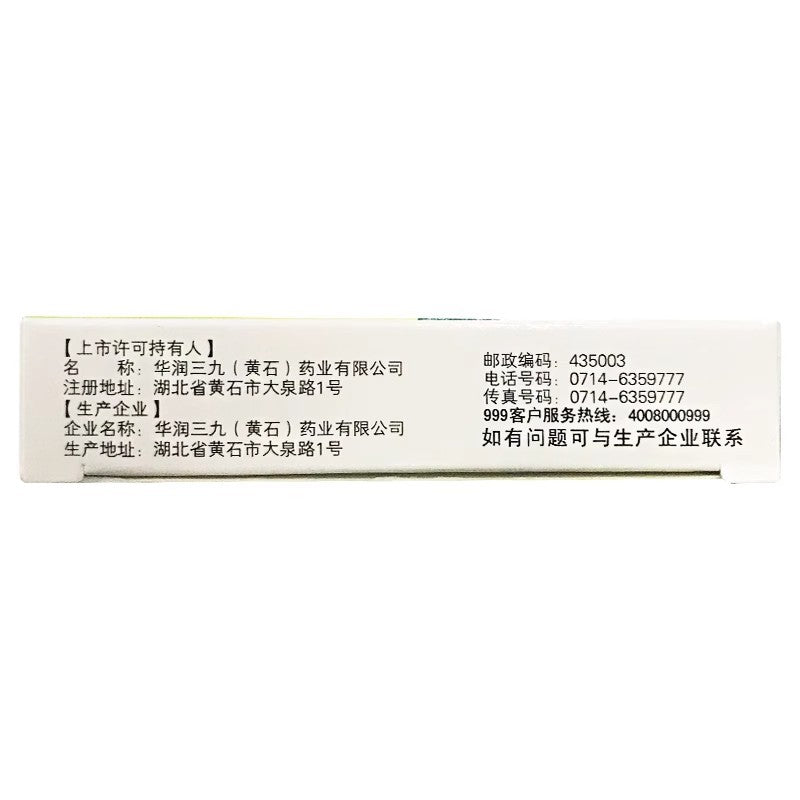 【上市许可持有人】
名　　称：华润三九（黄石）药业有限公司
注册地址：湖北省黄石市大泉路1号
【生产企业】
企业名称：华润三九（黄石）药业有限公司
生产地址：湖北省黄石市大泉路1号
邮政编码：435003
电话号码：0714-6359777
传真号码：0714-6359777
999客户服务热线：4008000999
如有问题可与生产企业联系